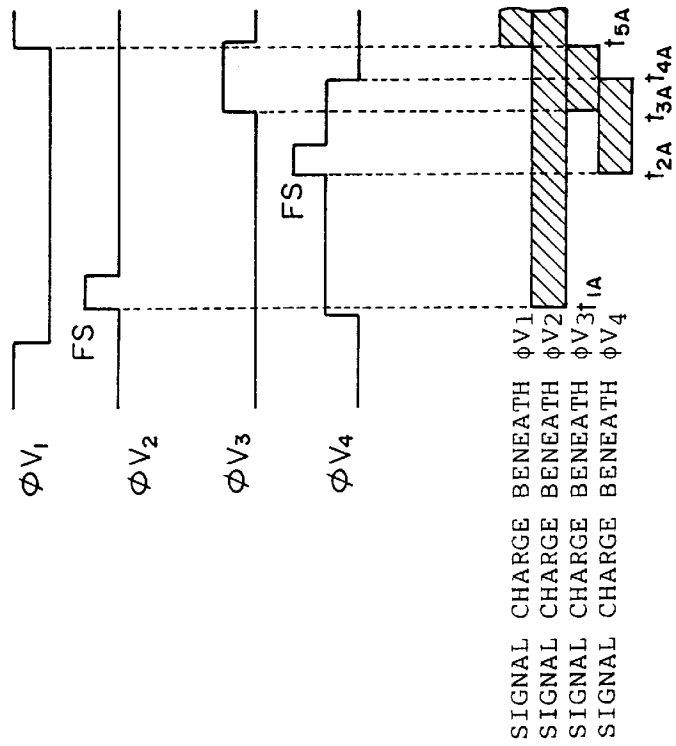 ϕV₁
FS
ϕV₂
ϕV₃
FS
ϕV₄
SIGNAL CHARGE BENEATH ϕV1
SIGNAL CHARGE BENEATH ϕV2
SIGNAL CHARGE BENEATH ϕV3
SIGNAL CHARGE BENEATH ϕV4
t1A t2A t3A t4A t5A